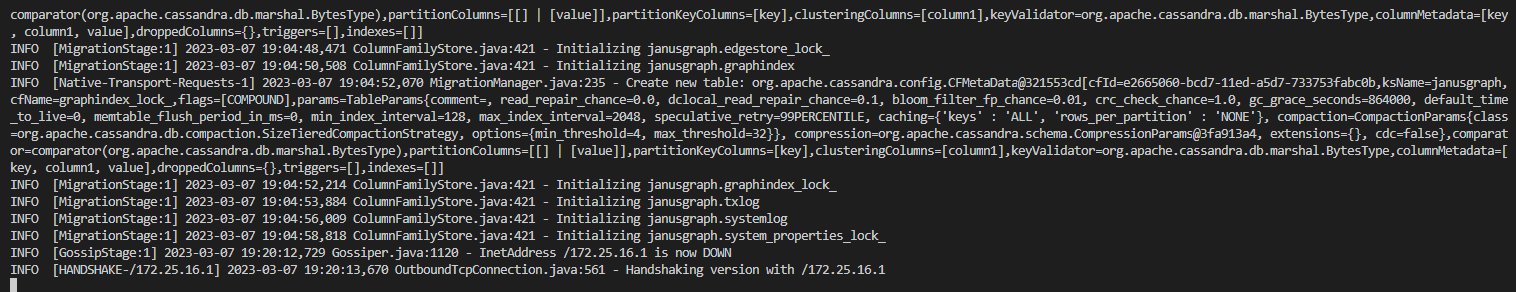 comparator(org.apache.cassandra.db.marshal.BytesType),partitionColumns=[[] | [value]],partitionKeyColumns=[key],clusteringColumns=[column1],keyValidator=org.apache.cassandra.db.marshal.BytesType,columnMetadata=[key
, column1, value],droppedColumns={},triggers=[],indexes=[]]
INFO  [MigrationStage:1] 2023-03-07 19:04:48,471 ColumnFamilyStore.java:421 - Initializing janusgraph.edgestore_lock_
INFO  [MigrationStage:1] 2023-03-07 19:04:50,508 ColumnFamilyStore.java:421 - Initializing janusgraph.graphindex
INFO  [Native-Transport-Requests-1] 2023-03-07 19:04:52,070 MigrationManager.java:235 - Create new table: org.apache.cassandra.config.CFMetaData@321553cd[cfId=e2665060-bcd7-11ed-a5d7-733753fabc0b,ksName=janusgraph,
cfName=graphindex_lock_,flags=[COMPOUND],params=TableParams{comment=, read_repair_chance=0.0, dclocal_read_repair_chance=0.1, bloom_filter_fp_chance=0.01, crc_check_chance=1.0, gc_grace_seconds=864000, default_time
_to_live=0, memtable_flush_period_in_ms=0, min_index_interval=128, max_index_interval=2048, speculative_retry=99PERCENTILE, caching={'keys' : 'ALL', 'rows_per_partition' : 'NONE'}, compaction=CompactionParams{class
=org.apache.cassandra.db.compaction.SizeTieredCompactionStrategy, options={min_threshold=4, max_threshold=32}}, compression=org.apache.cassandra.schema.CompressionParams@3fa913a4, extensions={}, cdc=false},comparat
or=comparator(org.apache.cassandra.db.marshal.BytesType),partitionColumns=[[] | [value]],partitionKeyColumns=[key],clusteringColumns=[column1],keyValidator=org.apache.cassandra.db.marshal.BytesType,columnMetadata=[
key, column1, value],droppedColumns={},triggers=[],indexes=[]]
INFO  [MigrationStage:1] 2023-03-07 19:04:52,214 ColumnFamilyStore.java:421 - Initializing janusgraph.graphindex_lock_
INFO  [MigrationStage:1] 2023-03-07 19:04:53,884 ColumnFamilyStore.java:421 - Initializing janusgraph.txlog
INFO  [MigrationStage:1] 2023-03-07 19:04:56,009 ColumnFamilyStore.java:421 - Initializing janusgraph.systemlog
INFO  [MigrationStage:1] 2023-03-07 19:04:58,818 ColumnFamilyStore.java:421 - Initializing janusgraph.system_properties_lock_
INFO  [GossipStage:1] 2023-03-07 19:20:12,729 Gossiper.java:1120 - InetAddress /172.25.16.1 is now DOWN
INFO  [HANDSHAKE-/172.25.16.1] 2023-03-07 19:20:13,670 OutboundTcpConnection.java:561 - Handshaking version with /172.25.16.1